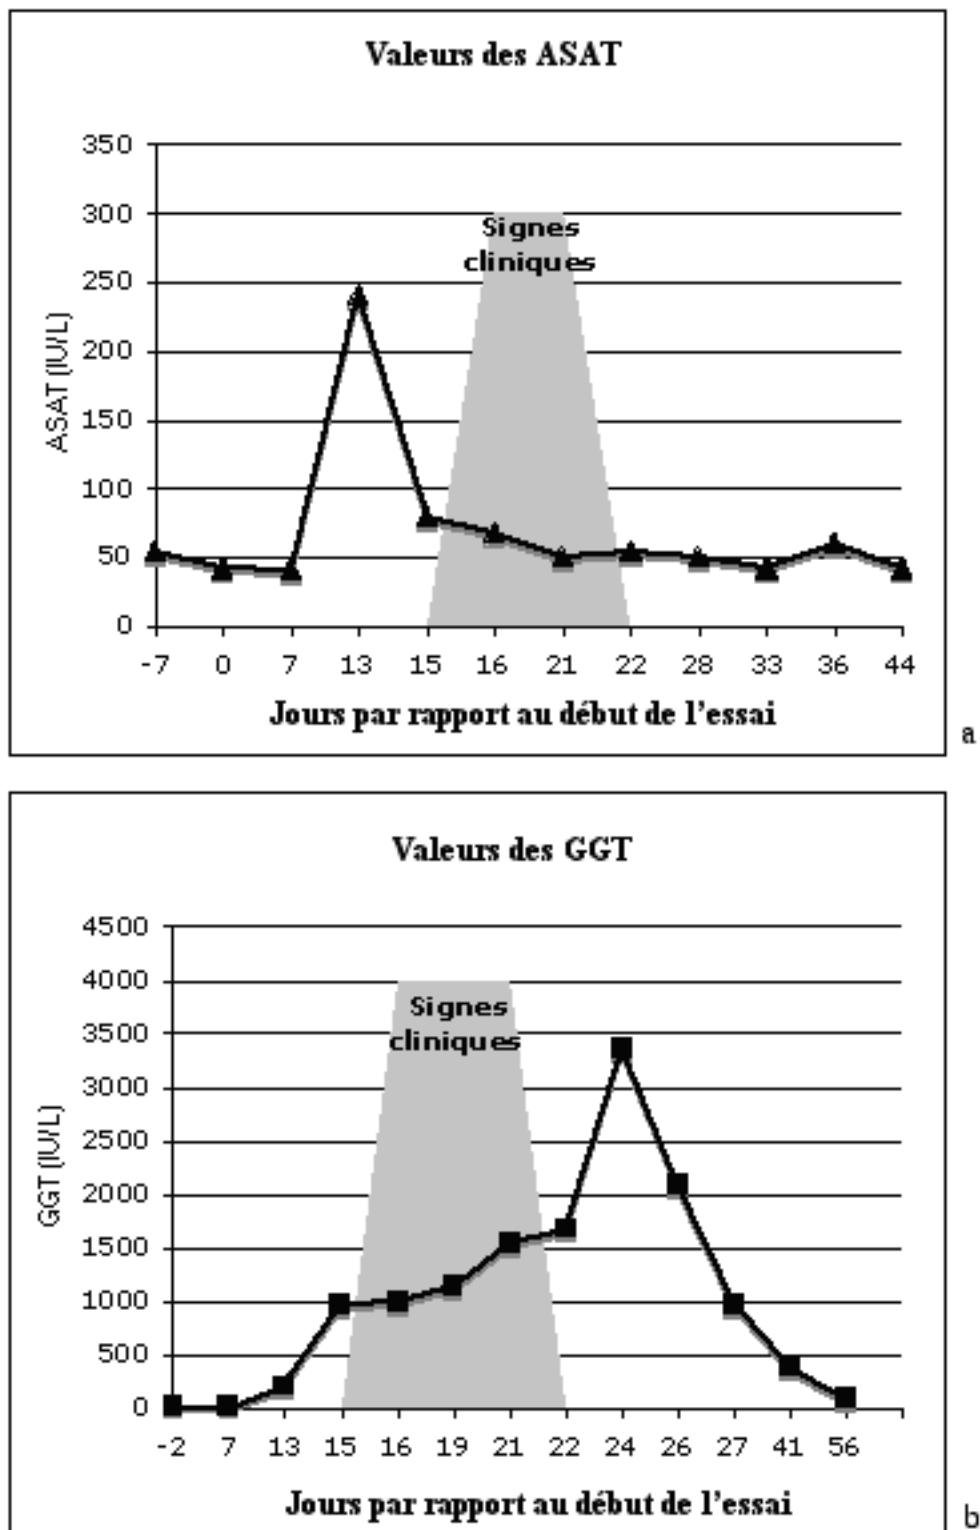 Valeurs des ASAT
350
300
250
200
150
100
50
0
ASAT (IU/L)
Signes
cliniques
-7 0 7 13 15 16 21 22 28 33 36 44
Jours par rapport au début de l'essai
a
Valeurs des GGT
4500
4000
3500
3000
2500
2000
1500
1000
500
0
GGT (IU/L)
Signes
cliniques
-2 7 13 15 16 19 21 22 24 26 27 41 56
Jours par rapport au début de l'essai
b